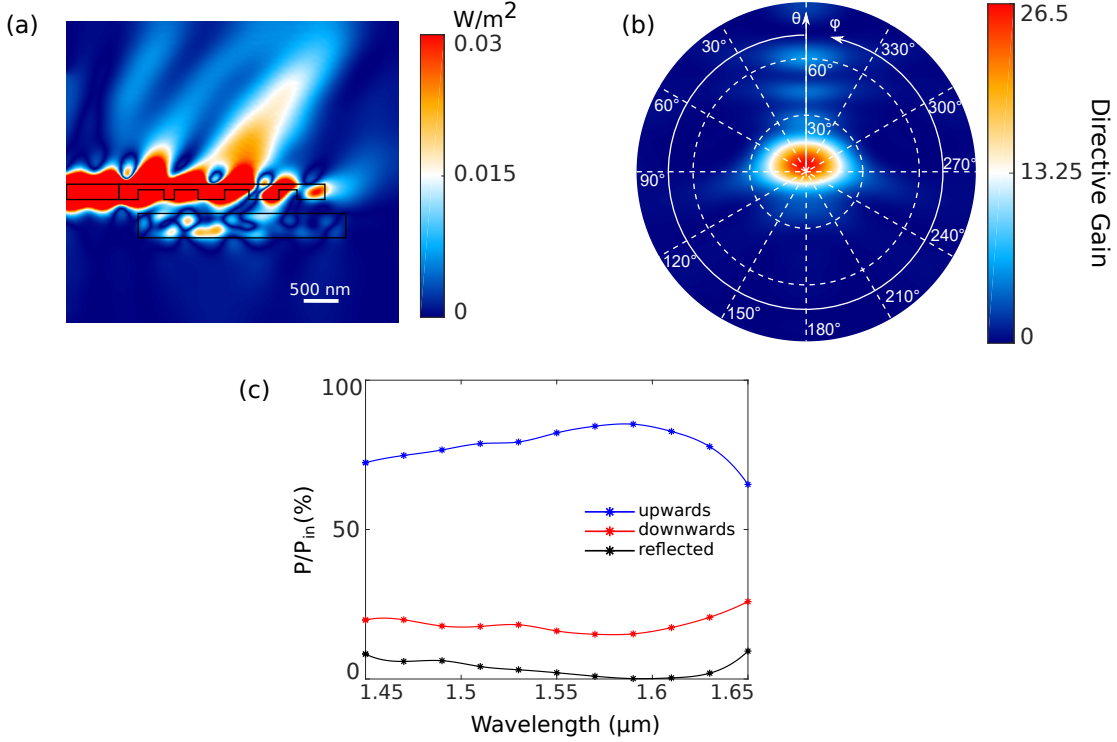 (a)
W/m²
0.03
0.015
0
500 nm
(b)
θ
φ
30°
60°
90°
120°
150°
180°
210°
240°
270°
300°
330°
60°
30°
26.5
13.25
0
Directive Gain
(c)
100
50
0
P/Pin(%)
upwards
downwards
reflected
1.45
1.5
1.55
1.6
1.65
Wavelength (μm)